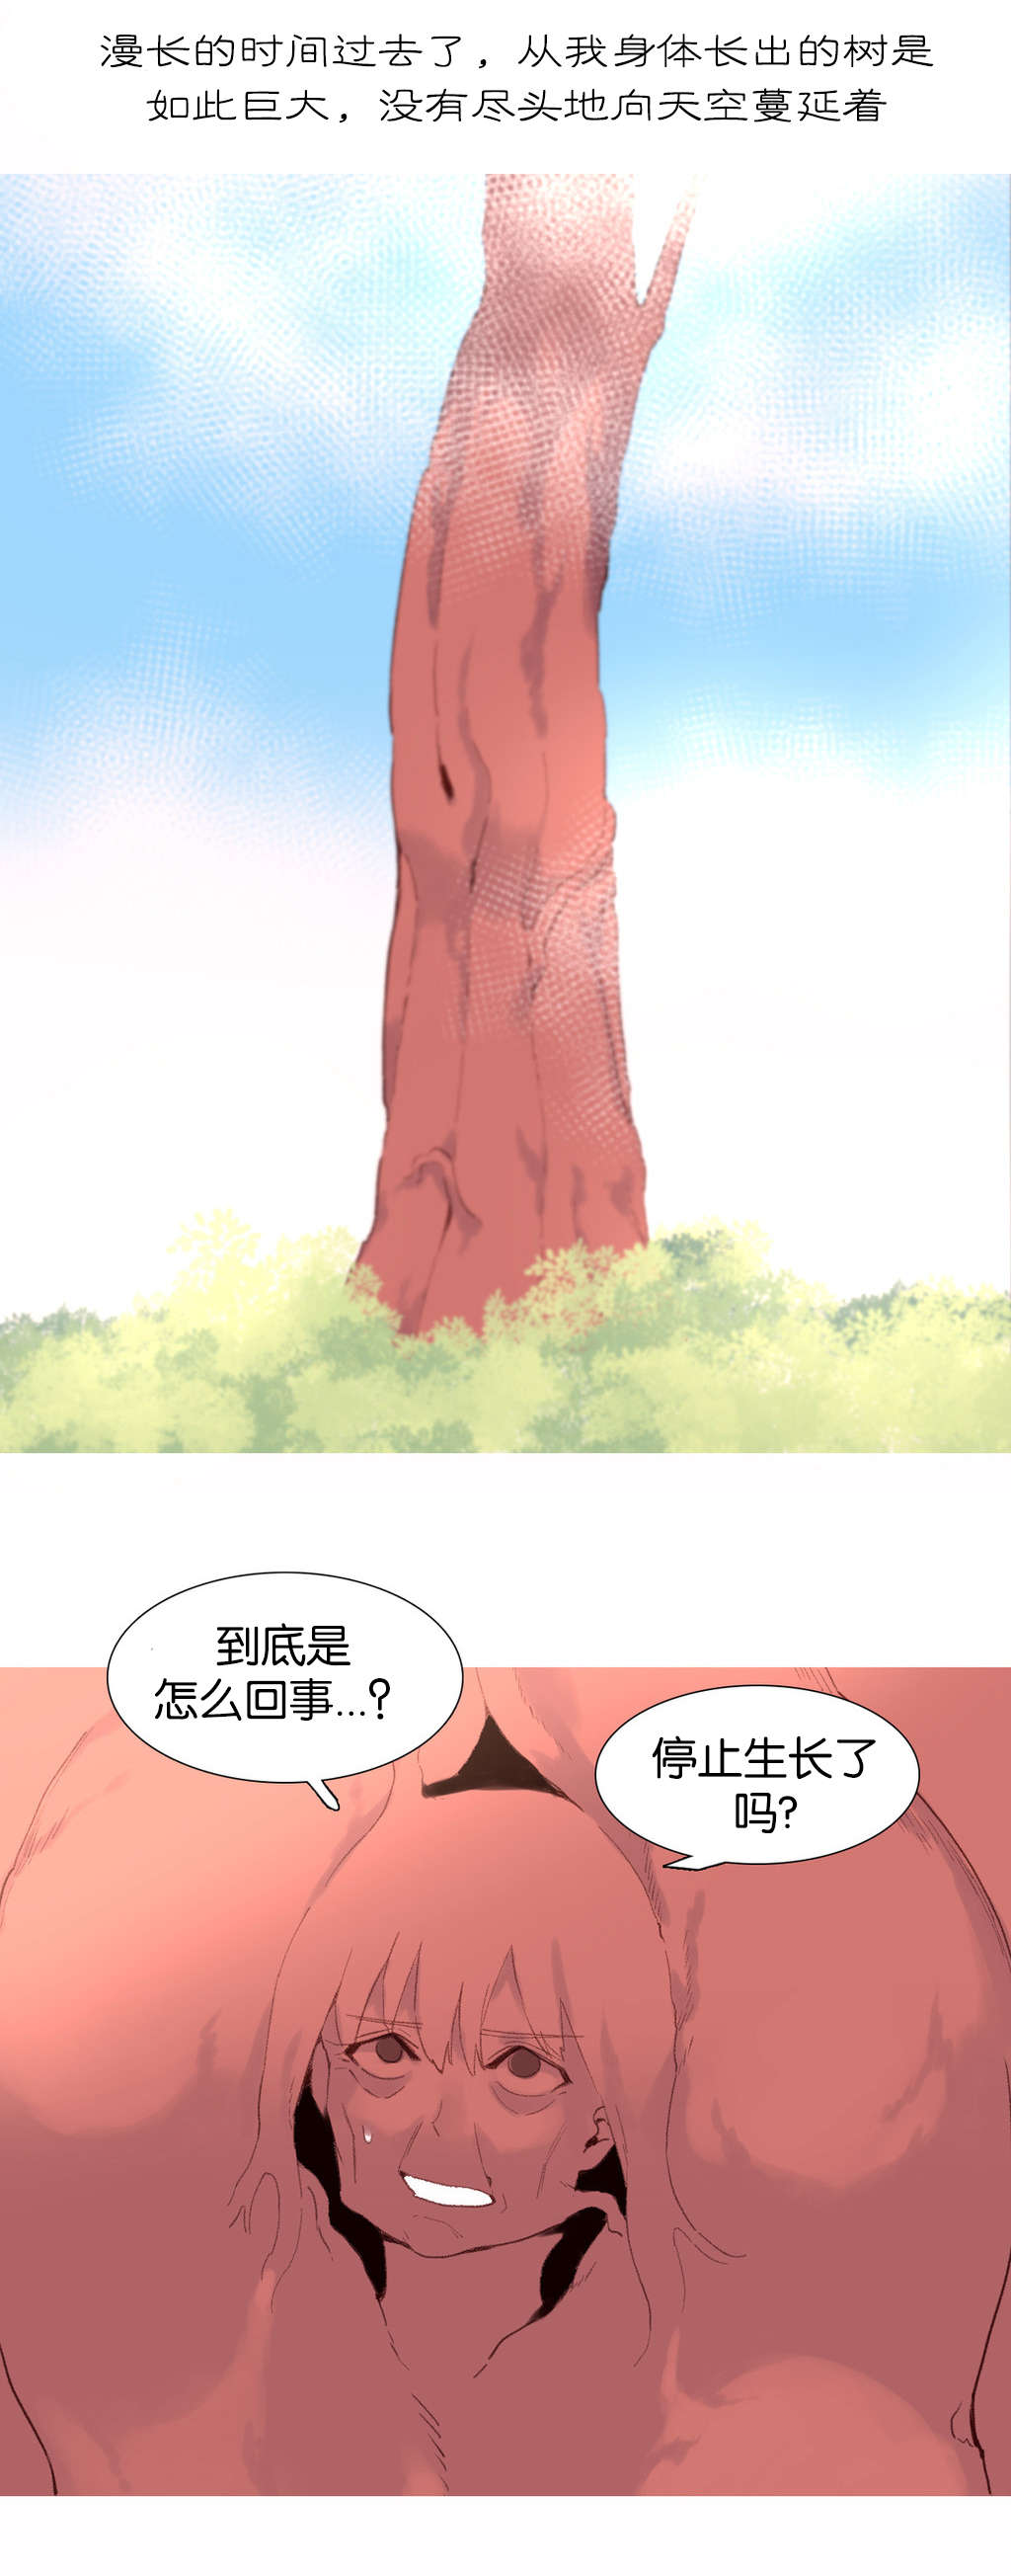 漫长的时间过去了，从我身体长出的树是
如此巨大，没有尽头地向天空蔓延着
到底是
怎么回事...?
停止生长了
吗?